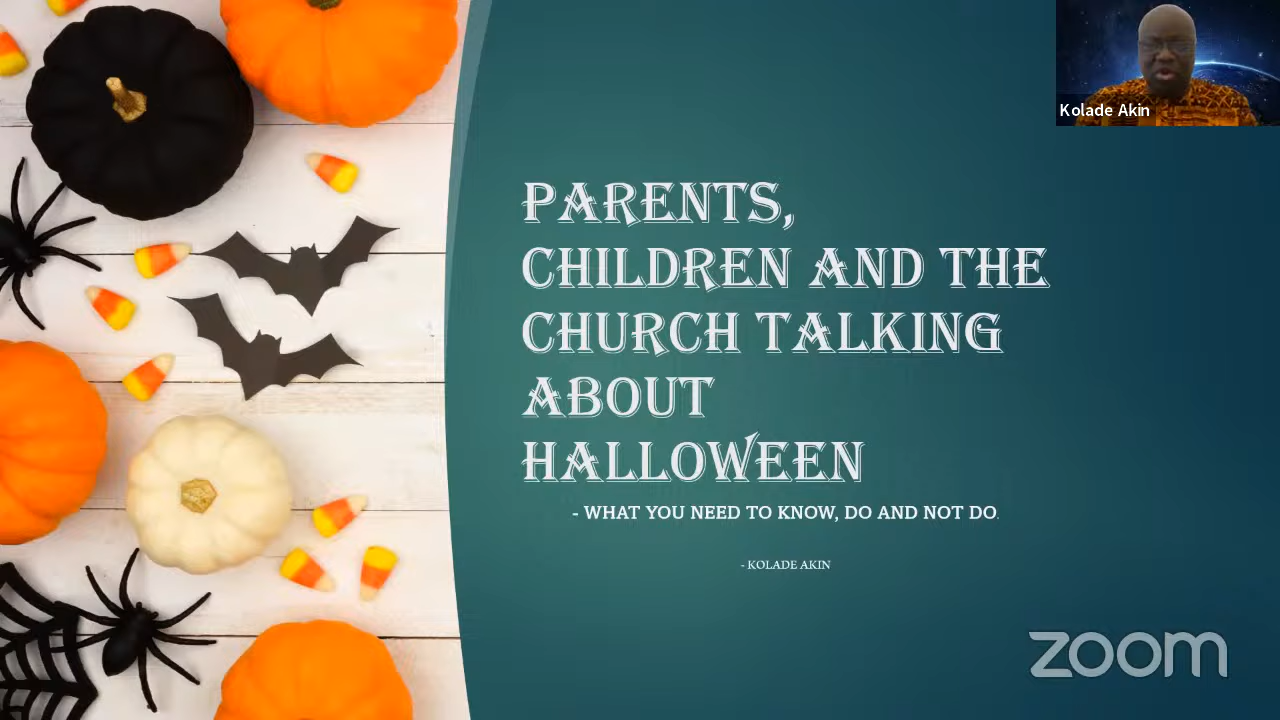 Kolade Akin
PARENTS,
CHILDREN AND THE
CHURCH TALKING
ABOUT
HALLOWEEN
- WHAT YOU NEED TO KNOW, DO AND NOT DO.
- KOLADE AKIN
zoom